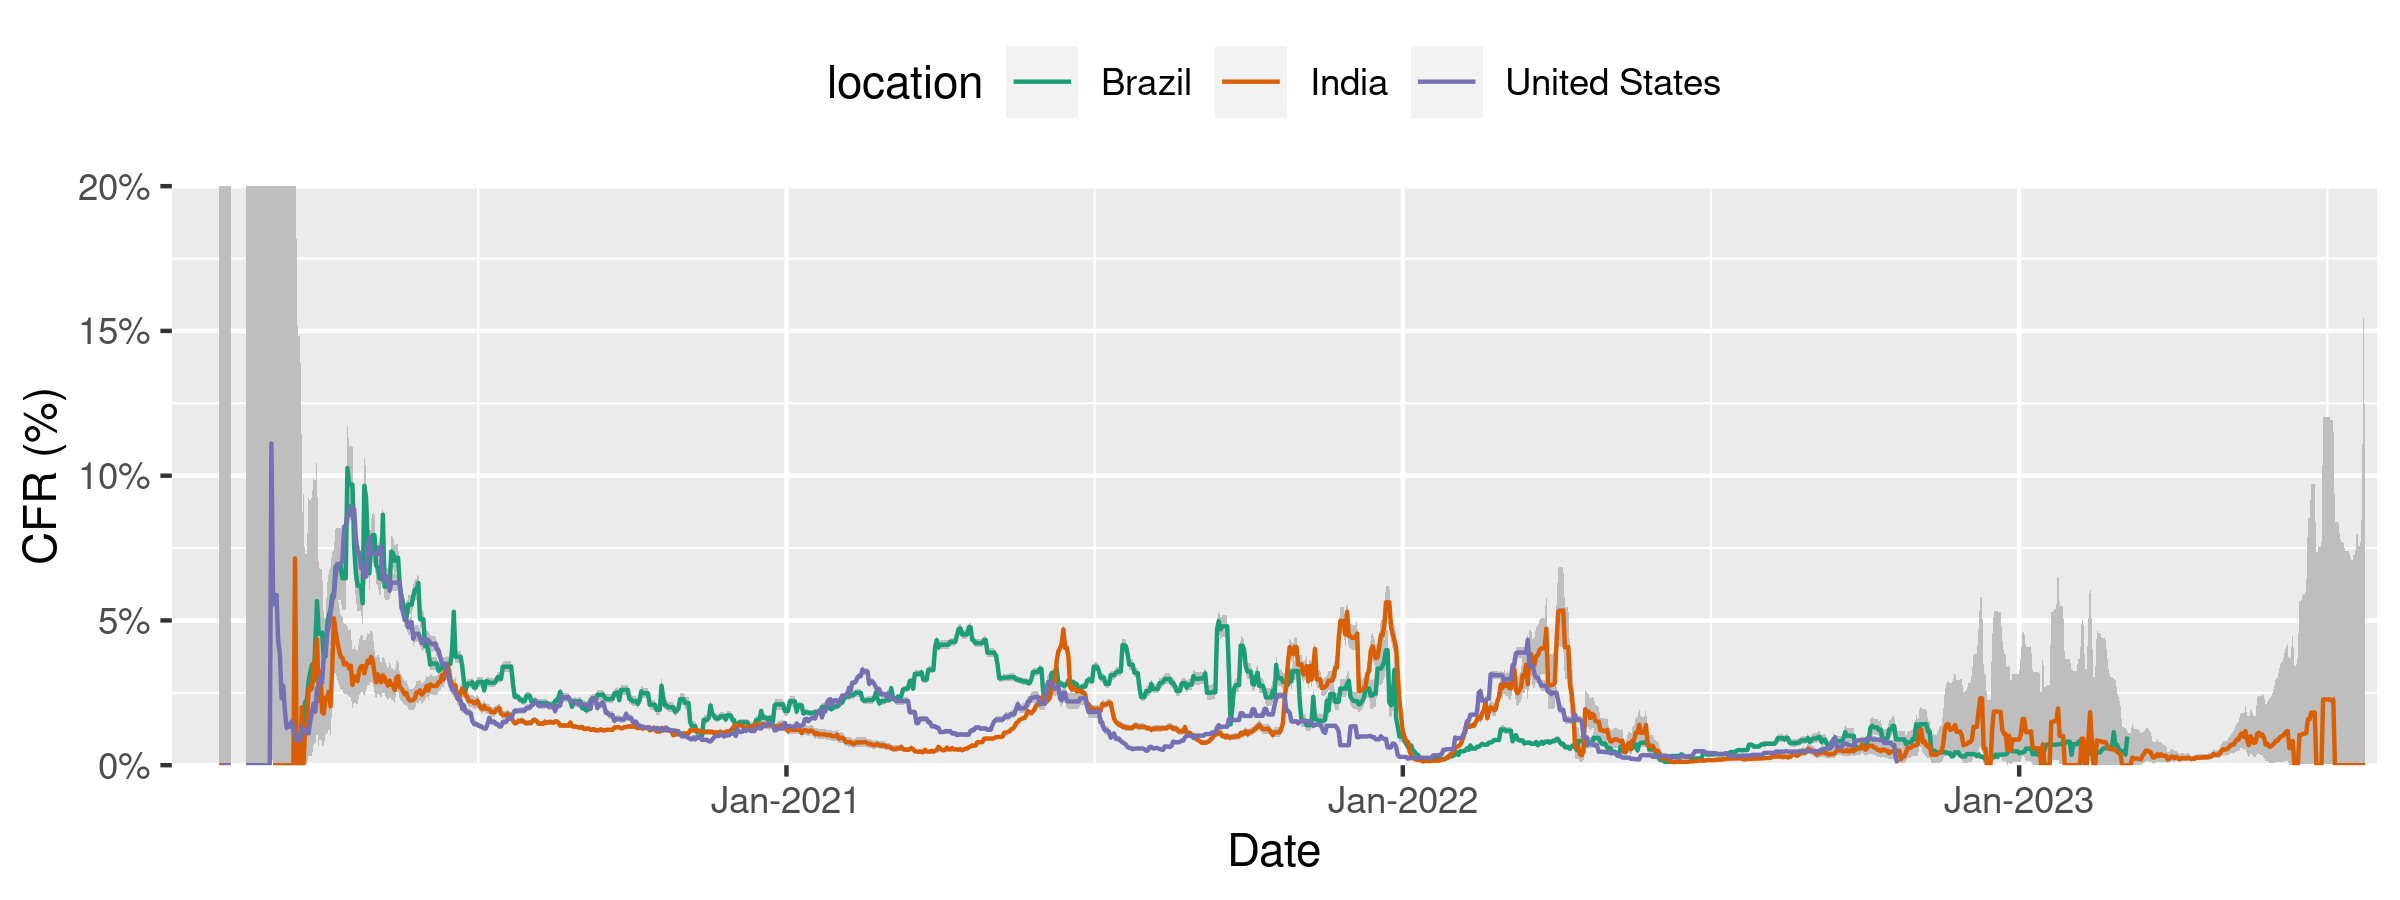 location Brazil India United States
20%
15%
10%
5%
0%
CFR (%)
Jan-2021 Jan-2022 Jan-2023
Date